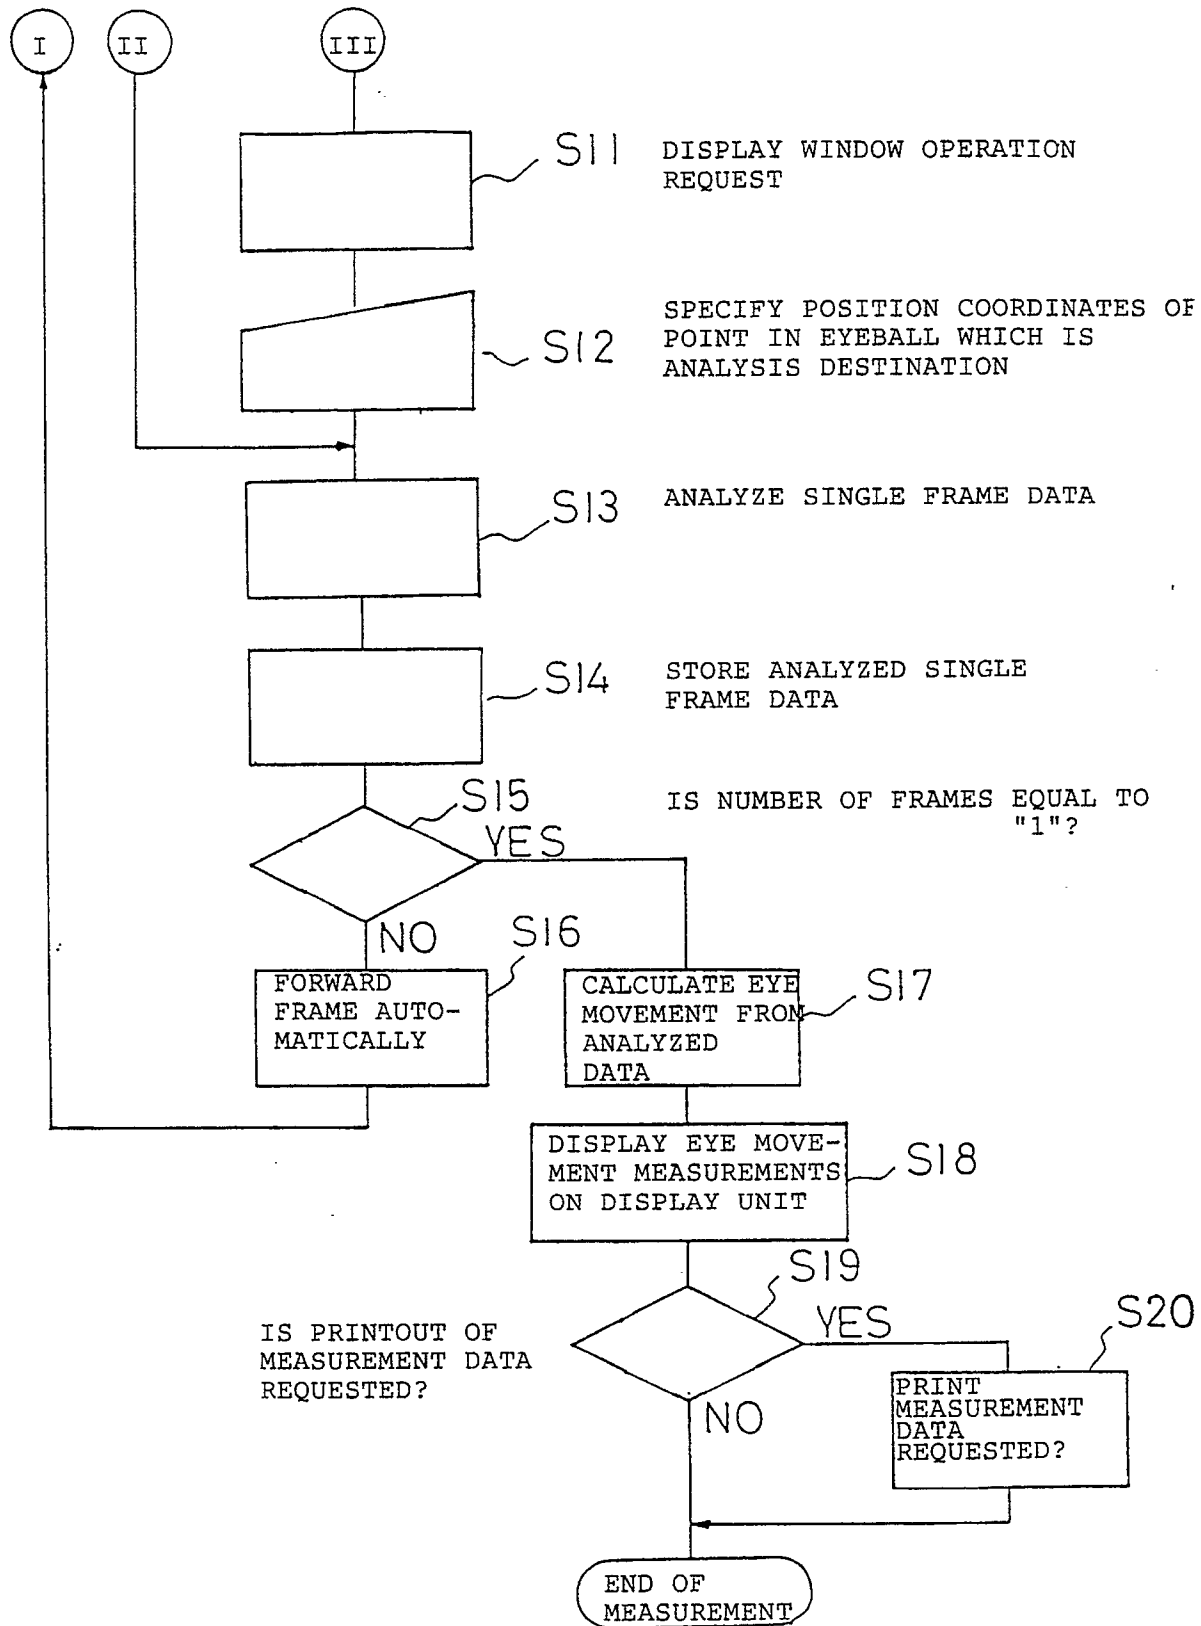 I
II
III
S11
DISPLAY WINDOW OPERATION
REQUEST
S12
SPECIFY POSITION COORDINATES OF
POINT IN EYEBALL WHICH IS
ANALYSIS DESTINATION
S13
ANALYZE SINGLE FRAME DATA
S14
STORE ANALYZED SINGLE
FRAME DATA
S15
IS NUMBER OF FRAMES EQUAL TO
"1"?
YES
NO
S16
FORWARD
FRAME AUTO-
MATICALLY
S17
CALCULATE EYE
MOVEMENT FROM
ANALYZED
DATA
S18
DISPLAY EYE MOVE-
MENT MEASUREMENTS
ON DISPLAY UNIT
S19
IS PRINTOUT OF
MEASUREMENT DATA
REQUESTED?
YES
NO
S20
PRINT
MEASUREMENT
DATA
REQUESTED?
END OF
MEASUREMENT